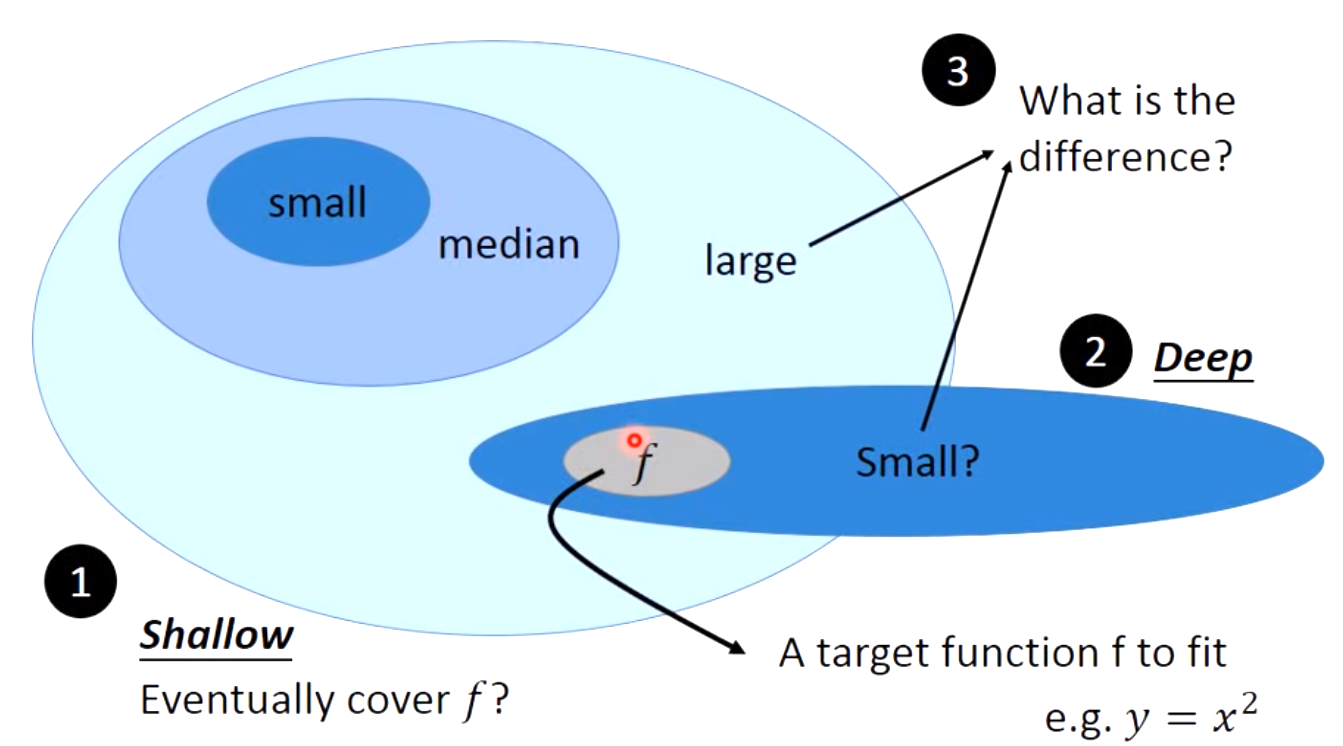 3
What is the
difference?
small
median
large
2
Deep
f
Small?
1
Shallow
Eventually cover f?
A target function f to fit
e.g. y = x²